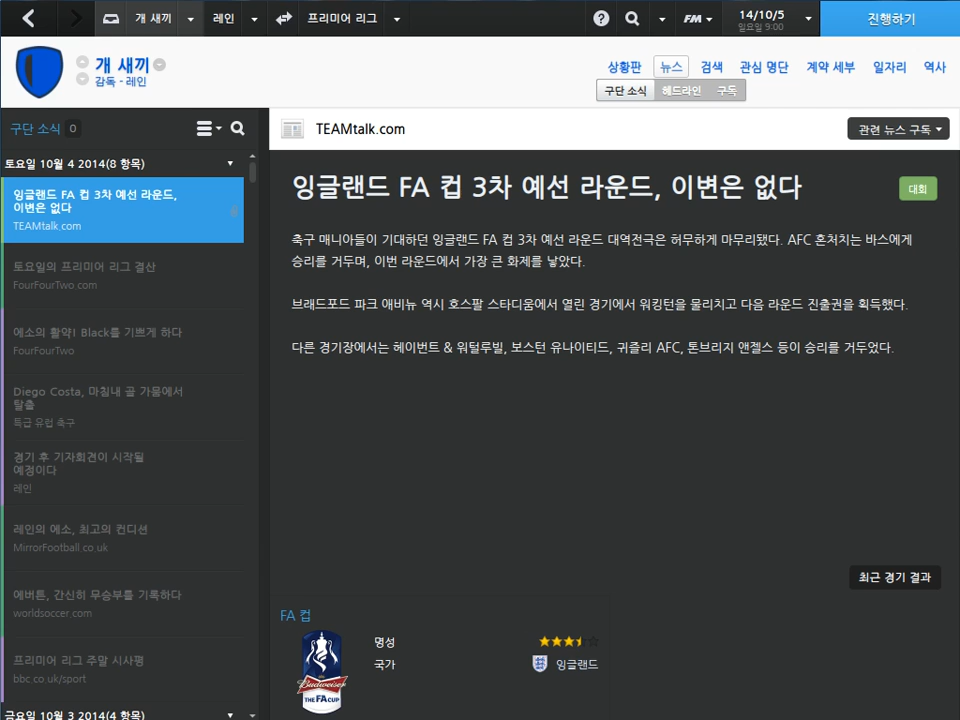 개 새끼
레인
프리미어 리그
?
FM
14/10/5
일요일 9:00
진행하기
개 새끼
감독 - 레인
상황판
뉴스
검색
관심 명단
계약 세부
일자리
역사
구단 소식
헤드라인
구독
구단 소식 0
TEAMtalk.com
관련 뉴스 구독
토요일 10월 4 2014(8 항목)
잉글랜드 FA 컵 3차 예선 라운드,
이변은 없다
TEAMtalk.com
토요일의 프리미어 리그 결산
FourFourTwo.com
에소의 활약! Black를 기쁘게 하다
FourFourTwo
Diego Costa, 마침내 골 가뭄에서
탈출
특급 유럽 축구
경기 후 기자회견이 시작될
예정이다
레인
레인의 에소, 최고의 컨디션
MirrorFootball.co.uk
에버튼, 간신히 무승부를 기록하다
worldsoccer.com
프리미어 리그 주말 시사평
bbc.co.uk/sport
금요일 10월 3 2014(4 항목)
잉글랜드 FA 컵 3차 예선 라운드, 이변은 없다
대회
축구 매니아들이 기대하던 잉글랜드 FA 컵 3차 예선 라운드 대역전극은 허무하게 마무리됐다. AFC 혼처치는 바스에게
승리를 거두며, 이번 라운드에서 가장 큰 화제를 낳았다.
브래드포드 파크 애비뉴 역시 호스팔 스타디움에서 열린 경기에서 워킹턴을 물리치고 다음 라운드 진출권을 획득했다.
다른 경기장에서는 헤이번트 & 워털루빌, 보스턴 유나이티드, 귀즐리 AFC, 톤브리지 앤젤스 등이 승리를 거두었다.
최근 경기 결과
FA 컵
명성
국가
잉글랜드
Budweiser
THE FA CUP